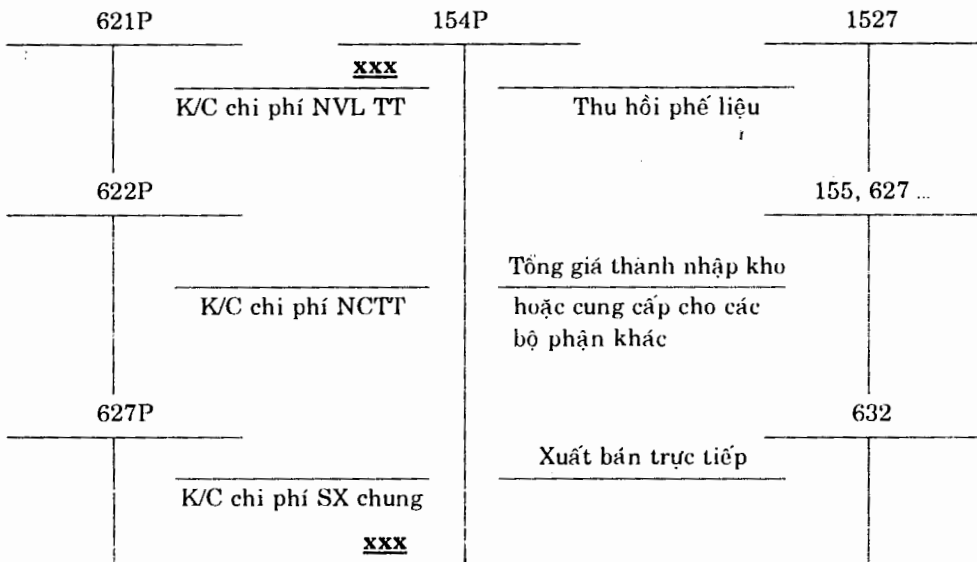 621P
154P
1527
xxx
K/C chi phí NVL TT
Thu hồi phế liệu
622P
155, 627 ...
Tổng giá thành nhập kho
K/C chi phí NCTT
hoặc cung cấp cho các
bộ phận khác
627P
632
Xuất bán trực tiếp
K/C chi phí SX chung
xxx